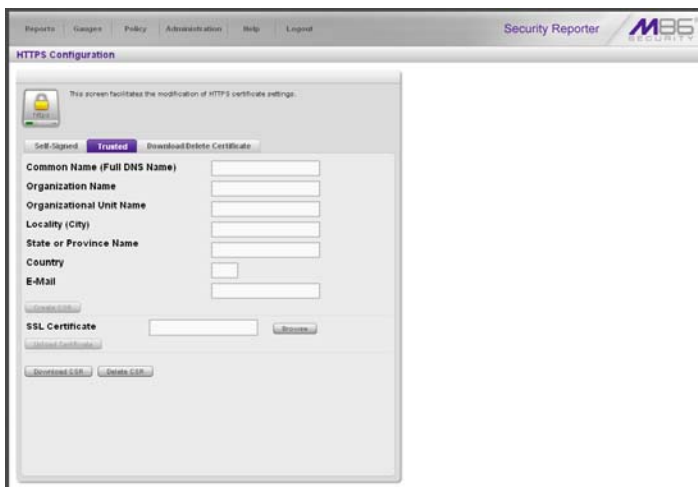 Reports Gauges Policy Administration Help Logout
Security Reporter
M86 SECURITY
HTTPS Configuration
This screen facilitates the modification of HTTPS certificate settings.
https
Self-Signed Trusted Download/Delete Certificate
Common Name (Full DNS Name)
Organization Name
Organizational Unit Name
Locality (City)
State or Province Name
Country
E-Mail
Create CSR
SSL Certificate Browse
Upload Certificate
Download CSR Delete CSR